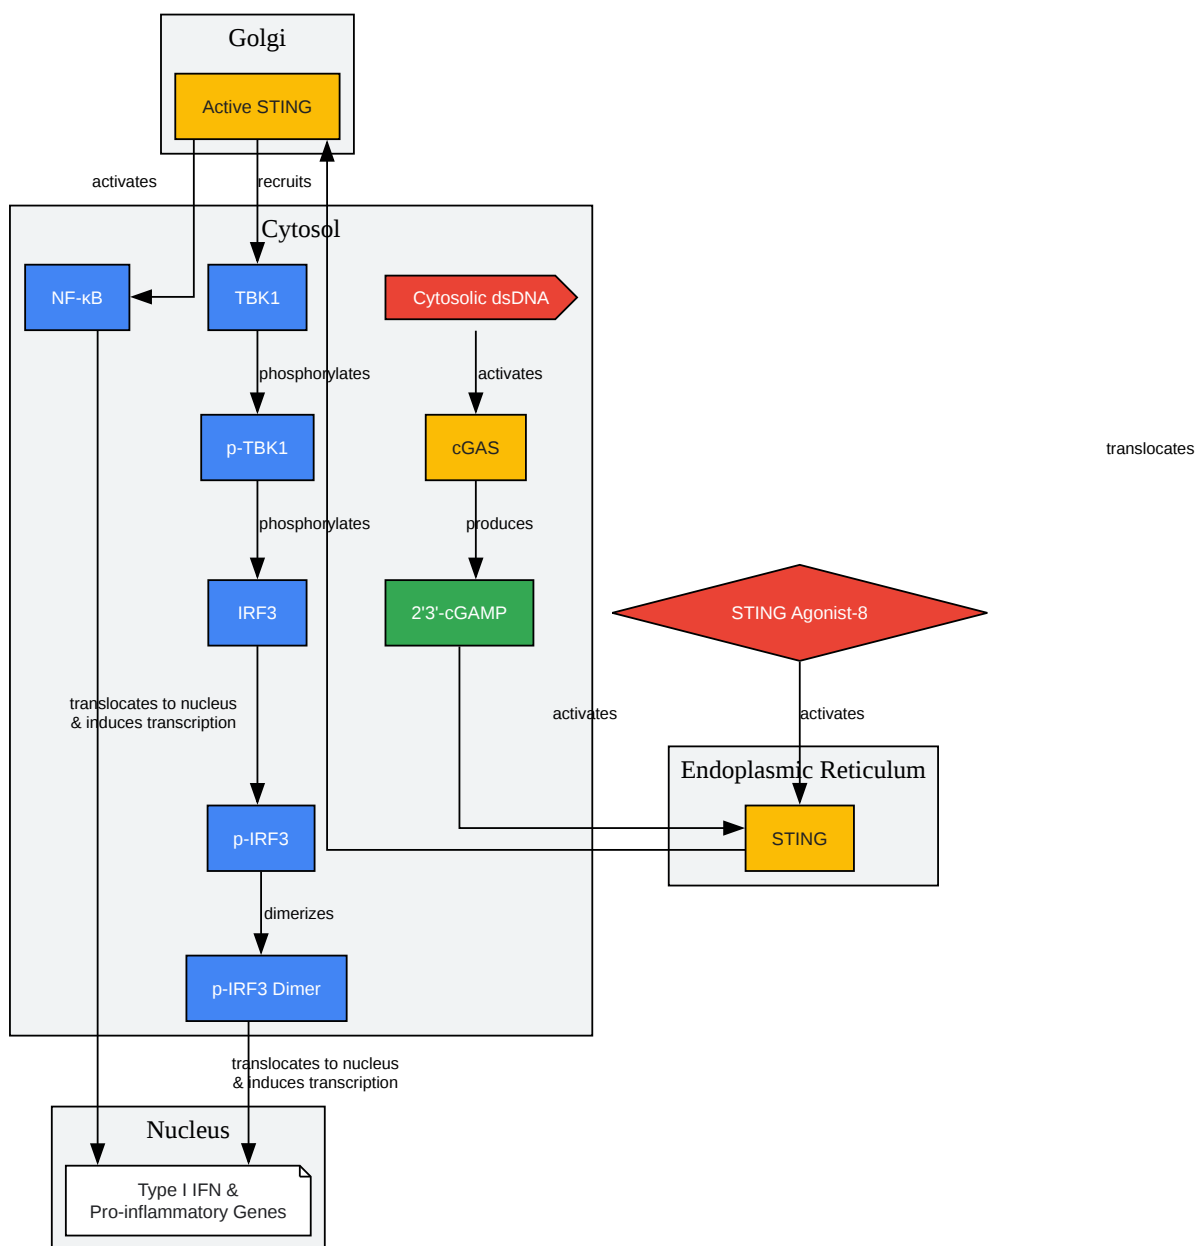 Golgi
Active STING
activates
recruits
Cytosol
NF-κB
TBK1
Cytosolic dsDNA
phosphorylates
activates
p-TBK1
cGAS
translocates
phosphorylates
produces
IRF3
2'3'-cGAMP
STING Agonist-8
translocates to nucleus
& induces transcription
activates
activates
Endoplasmic Reticulum
p-IRF3
STING
dimerizes
p-IRF3 Dimer
translocates to nucleus
& induces transcription
Nucleus
Type I IFN &
Pro-inflammatory Genes